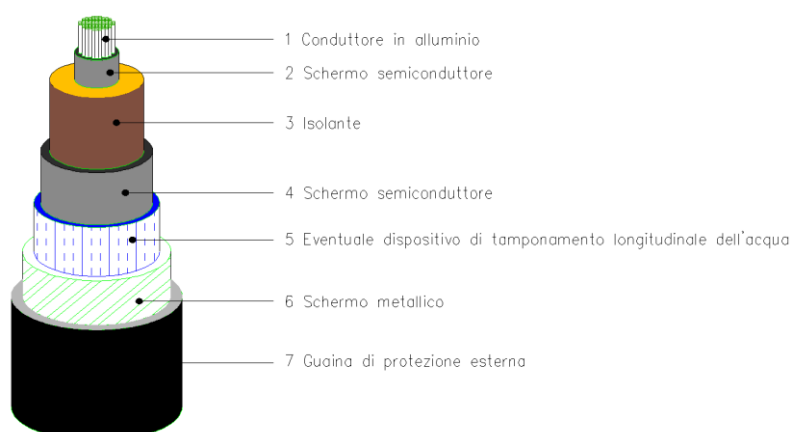 1 Conduttore in alluminio
2 Schermo semiconduttore
3 Isolante
4 Schermo semiconduttore
5 Eventuale dispositivo di tamponamento longitudinale dell'acqua
6 Schermo metallico
7 Guaina di protezione esterna